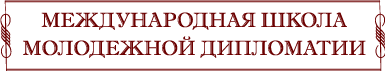 МЕЖДУНАРОДНАЯ ШКОЛА
МОЛОДЕЖНОЙ ДИПЛОМАТИИ